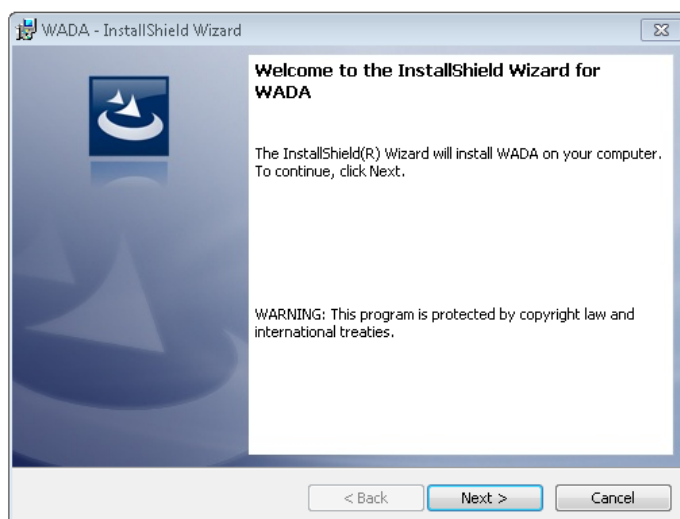 WADA - InstallShield Wizard
Welcome to the InstallShield Wizard for
WADA
The InstallShield(R) Wizard will install WADA on your computer.
To continue, click Next.
WARNING: This program is protected by copyright law and
international treaties.
< Back
Next >
Cancel